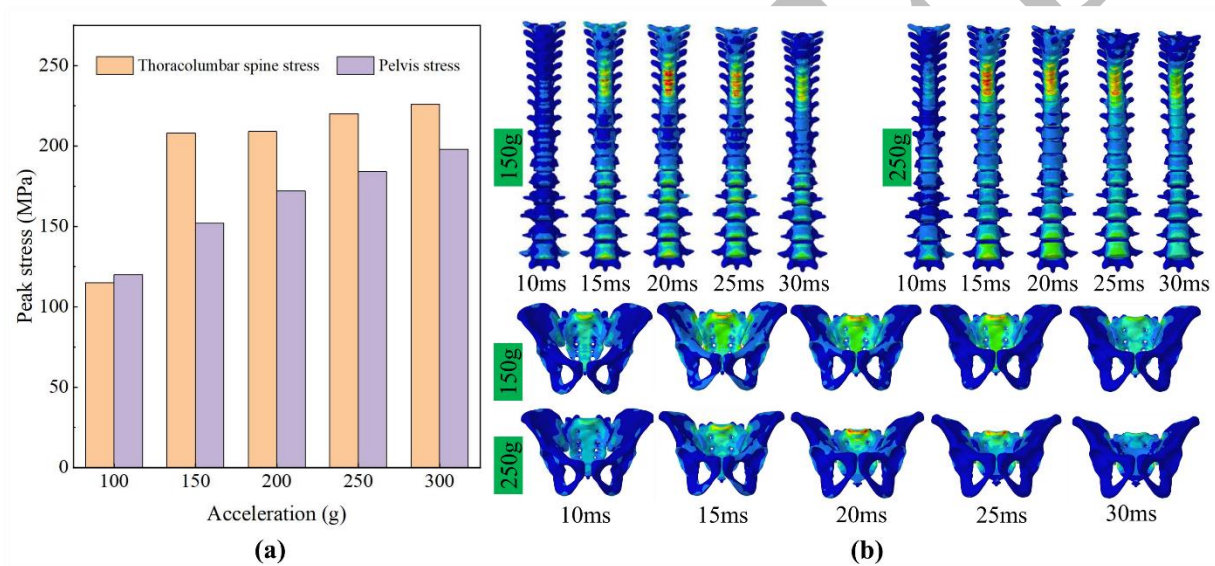 Thoracolumbar spine stress
Pelvis stress
Peak stress (MPa)
250
200
150
100
50
0
100 150 200 250 300
Acceleration (g)
(a)
150g
10ms 15ms 20ms 25ms 30ms
250g
10ms 15ms 20ms 25ms 30ms
150g
250g
10ms 15ms 20ms 25ms 30ms
(b)